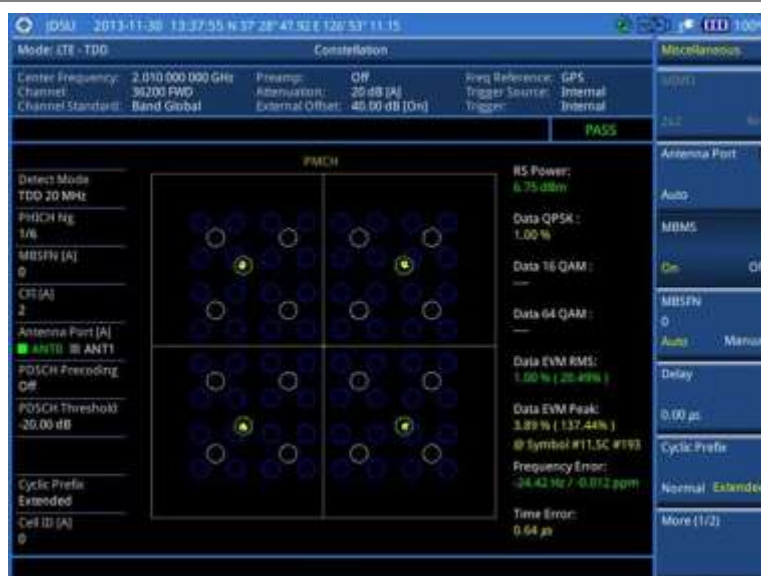 JDSU 2013-11-30 13:37:55 N 37° 28' 47.92 E 126° 53' 11.15 100%
Mode: LTE - TDD Constellation Miscellaneous
Center Frequency: 2.010 000 000 GHz Preamp: Off Freq Reference: GPS
Channel: 36200 FWD Attenuation: 20 dB [A] Trigger Source: Internal
Channel Standard: Band Global External Offset: 40.00 dB [On] Trigger: Internal
PASS
PMCH
Detect Mode
TDD 20 MHz
PHICH Ng
1/6
MBSFN [A]
0
CFI [A]
2
Antenna Port [A]
ANT0 ANT1
PDSCH Precoding
Off
PDSCH Threshold
-20.00 dB
Cyclic Prefix
Extended
Cell ID [A]
0
RS Power:
6.75 dBm
Data QPSK :
1.00 %
Data 16 QAM :
---
Data 64 QAM :
---
Data EVM RMS:
1.00 % ( 20.49% )
Data EVM Peak:
3.89 % ( 137.44% )
@ Symbol #11,SC #193
Frequency Error:
-24.42 Hz / -0.012 ppm
Time Error:
0.64 µs
MIMO
2x2
Antenna Port
Auto
MBMS
On
MBSFN
0
Auto Manual
Delay
0.00 µs
Cyclic Prefix
Normal Extended
More (1/2)